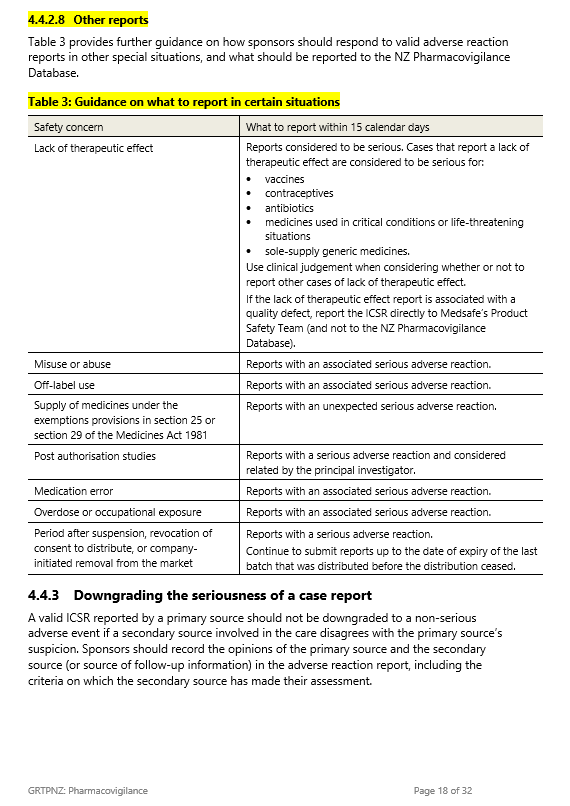 4.4.2.8 Other reports
Table 3 provides further guidance on how sponsors should respond to valid adverse reaction
reports in other special situations, and what should be reported to the NZ Pharmacovigilance
Database.
Table 3: Guidance on what to report in certain situations
Safety concern
What to report within 15 calendar days
Lack of therapeutic effect
Reports considered to be serious. Cases that report a lack of
therapeutic effect are considered to be serious for:
• vaccines
• contraceptives
• antibiotics
• medicines used in critical conditions or life-threatening
situations
• sole-supply generic medicines.
Use clinical judgement when considering whether or not to
report other cases of lack of therapeutic effect.
If the lack of therapeutic effect report is associated with a
quality defect, report the ICSR directly to Medsafe's Product
Safety Team (and not to the NZ Pharmacovigilance
Database).
Misuse or abuse
Reports with an associated serious adverse reaction.
Off-label use
Reports with an associated serious adverse reaction.
Supply of medicines under the
exemptions provisions in section 25 or
section 29 of the Medicines Act 1981
Reports with an unexpected serious adverse reaction.
Post authorisation studies
Reports with a serious adverse reaction and considered
related by the principal investigator.
Medication error
Reports with an associated serious adverse reaction.
Overdose or occupational exposure
Reports with an associated serious adverse reaction.
Period after suspension, revocation of
consent to distribute, or company-
initiated removal from the market
Reports with a serious adverse reaction.
Continue to submit reports up to the date of expiry of the last
batch that was distributed before the distribution ceased.
4.4.3 Downgrading the seriousness of a case report
A valid ICSR reported by a primary source should not be downgraded to a non-serious
adverse event if a secondary source involved in the care disagrees with the primary source's
suspicion. Sponsors should record the opinions of the primary source and the secondary
source (or source of follow-up information) in the adverse reaction report, including the
criteria on which the secondary source has made their assessment.
GRTPNZ: Pharmacovigilance
Page 18 of 32